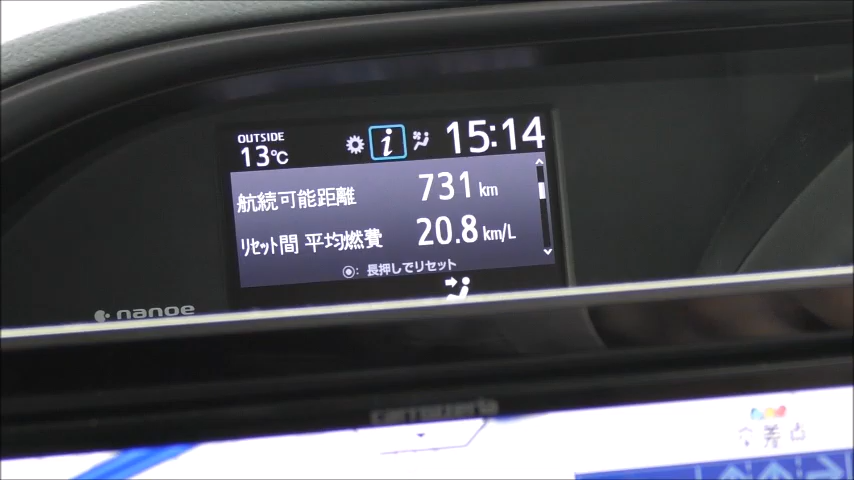 OUTSIDE
13℃
15:14
航続可能距離 731 km
ﾘｾｯﾄ間 平均燃費 20.8 km/L
◉: 長押しでリセット
nanoe
carrozzeria